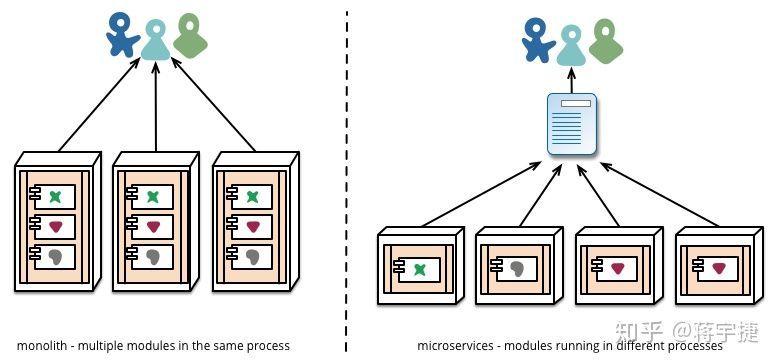 monolith - multiple modules in the same process
microservices - modules running in different processes
知乎 @蒋宇捷